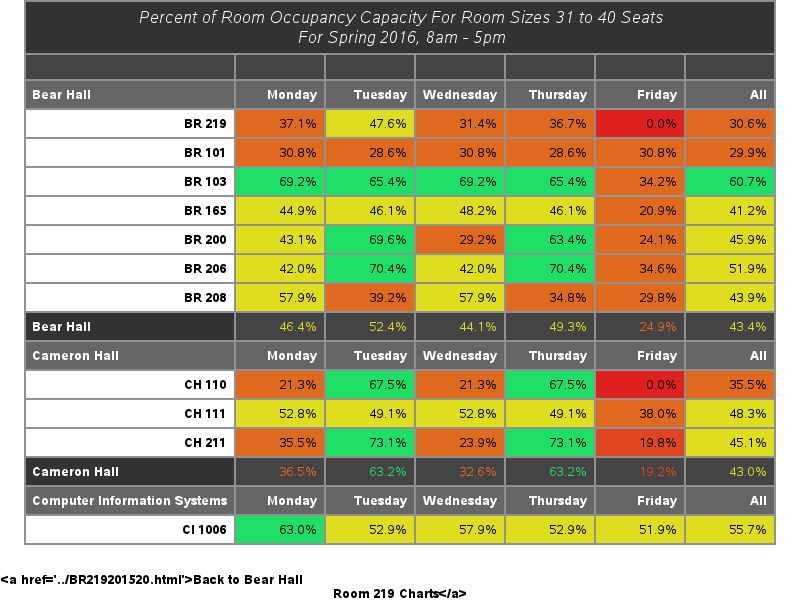 Percent of Room Occupancy Capacity For Room Sizes 31 to 40 Seats
For Spring 2016, 8am - 5pm
Bear Hall Monday Tuesday Wednesday Thursday Friday All
BR 219 37.1% 47.6% 31.4% 36.7% 0.0% 30.6%
BR 101 30.8% 28.6% 30.8% 28.6% 30.8% 29.9%
BR 103 69.2% 65.4% 69.2% 65.4% 34.2% 60.7%
BR 165 44.9% 46.1% 48.2% 46.1% 20.9% 41.2%
BR 200 43.1% 69.6% 29.2% 63.4% 24.1% 45.9%
BR 206 42.0% 70.4% 42.0% 70.4% 34.6% 51.9%
BR 208 57.9% 39.2% 57.9% 34.8% 29.8% 43.9%
Bear Hall 46.4% 52.4% 44.1% 49.3% 24.9% 43.4%
Cameron Hall Monday Tuesday Wednesday Thursday Friday All
CH 110 21.3% 67.5% 21.3% 67.5% 0.0% 35.5%
CH 111 52.8% 49.1% 52.8% 49.1% 38.0% 48.3%
CH 211 35.5% 73.1% 23.9% 73.1% 19.8% 45.1%
Cameron Hall 36.5% 63.2% 32.6% 63.2% 19.2% 43.0%
Computer Information Systems Monday Tuesday Wednesday Thursday Friday All
CI 1006 63.0% 52.9% 57.9% 52.9% 51.9% 55.7%
<a href='../BR219201520.html'>Back to Bear Hall
Room 219 Charts</a>